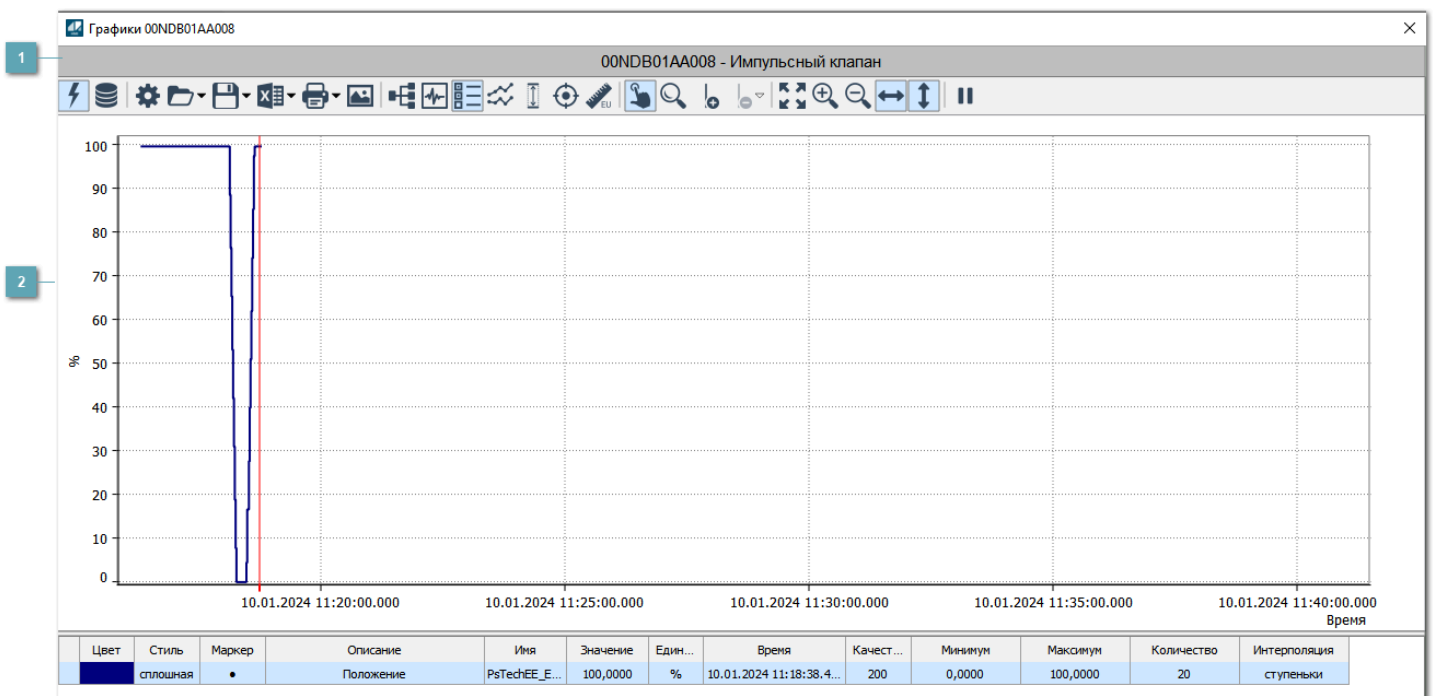 Графики 00NDB01AA008
1
00NDB01AA008 - Импульсный клапан
EU
100
90
80
2
70
60
%
50
40
30
20
10
0
10.01.2024 11:20:00.000 10.01.2024 11:25:00.000 10.01.2024 11:30:00.000 10.01.2024 11:35:00.000 10.01.2024 11:40:00.000
Время
Цвет Стиль Маркер Описание Имя Значение Един... Время Качест... Минимум Максимум Количество Интерполяция
сплошная Положение PsTechEE_E... 100,0000 % 10.01.2024 11:18:38.4... 200 0,0000 100,0000 20 ступеньки